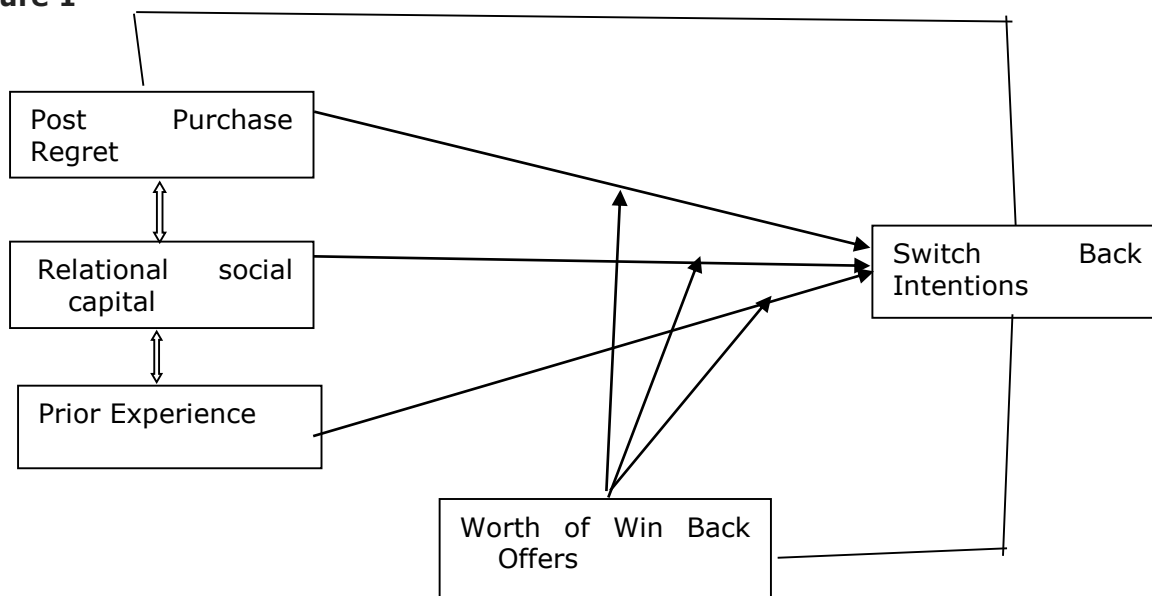 ure 1
Post Purchase
Regret
Relational social
capital
Switch Back
Intentions
Prior Experience
Worth of Win Back
Offers